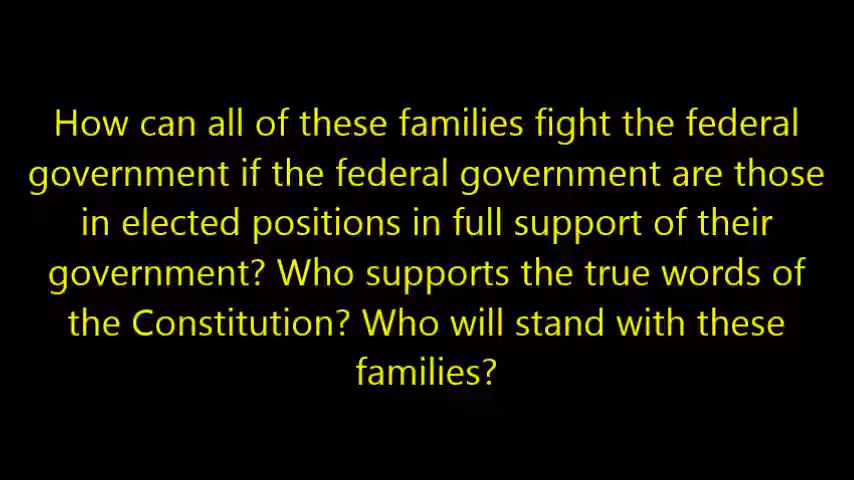 How can all of these families fight the federal
government if the federal government are those
in elected positions in full support of their
government? Who supports the true words of
the Constitution? Who will stand with these
families?